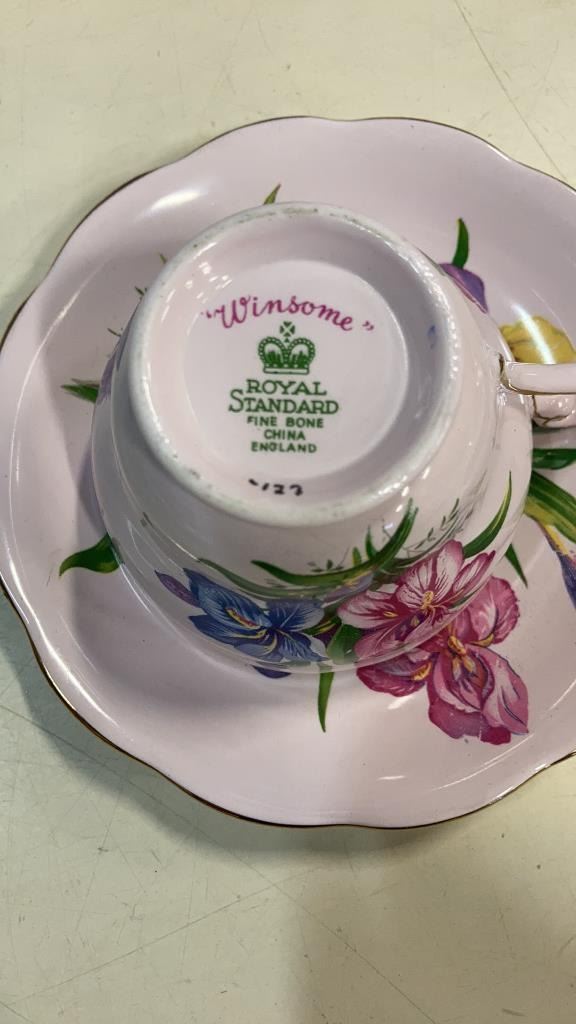 "Winsome"
ROYAL
STANDARD
FINE BONE
CHINA
ENGLAND